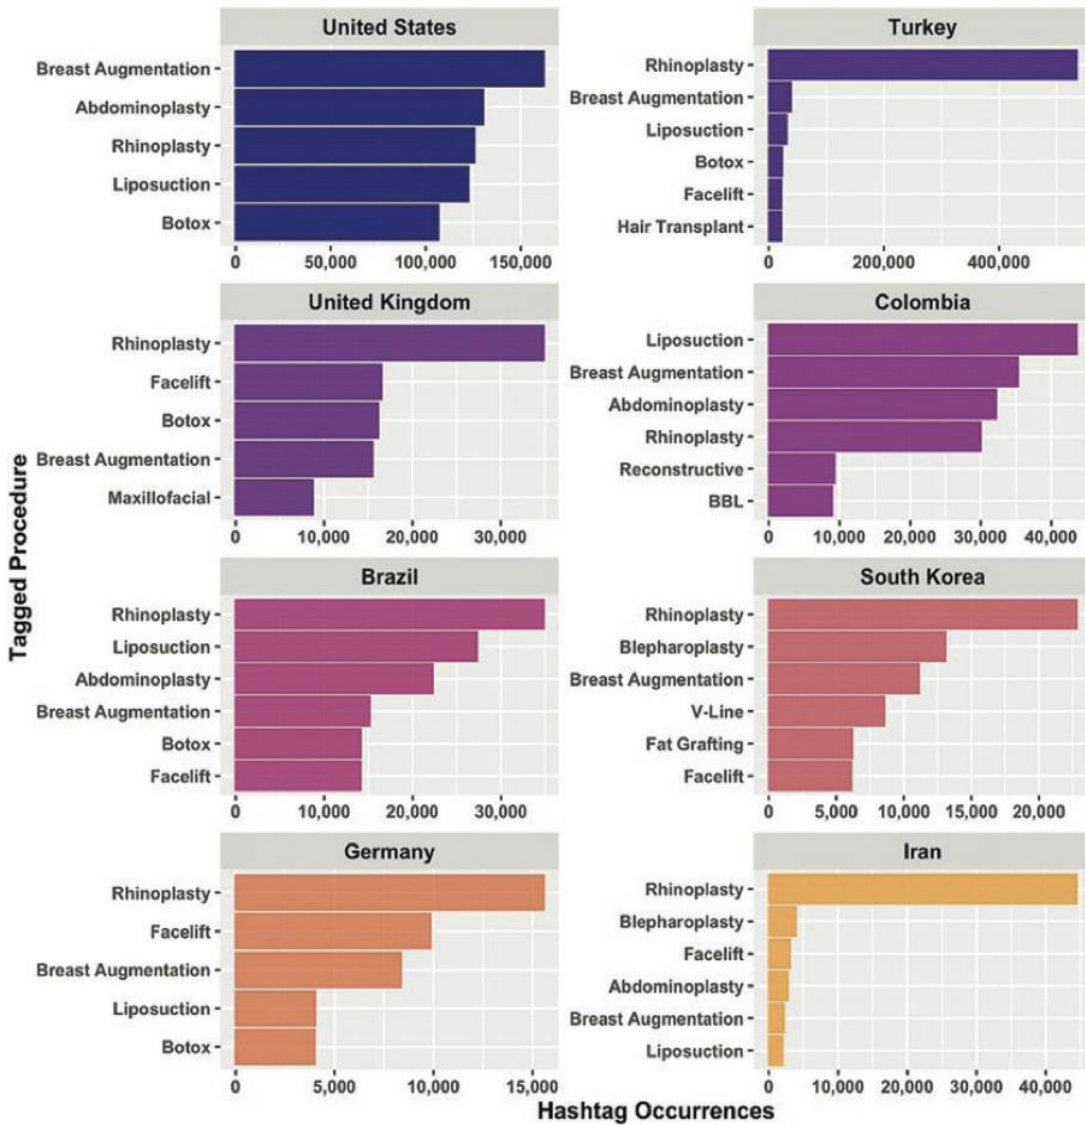 United States
Breast Augmentation
Abdominoplasty
Rhinoplasty
Liposuction
Botox
0 50,000 100,000 150,000
Turkey
Rhinoplasty
Breast Augmentation
Liposuction
Botox
Facelift
Hair Transplant
0 200,000 400,000
United Kingdom
Rhinoplasty
Facelift
Botox
Breast Augmentation
Maxillofacial
0 10,000 20,000 30,000
Colombia
Liposuction
Breast Augmentation
Abdominoplasty
Rhinoplasty
Reconstructive
BBL
0 10,000 20,000 30,000 40,000
Tagged Procedure
Brazil
Rhinoplasty
Liposuction
Abdominoplasty
Breast Augmentation
Botox
Facelift
0 10,000 20,000 30,000
South Korea
Rhinoplasty
Blepharoplasty
Breast Augmentation
V-Line
Fat Grafting
Facelift
0 5,000 10,000 15,000 20,000
Germany
Rhinoplasty
Facelift
Breast Augmentation
Liposuction
Botox
0 5,000 10,000 15,000
Iran
Rhinoplasty
Blepharoplasty
Facelift
Abdominoplasty
Breast Augmentation
Liposuction
0 10,000 20,000 30,000 40,000
Hashtag Occurrences